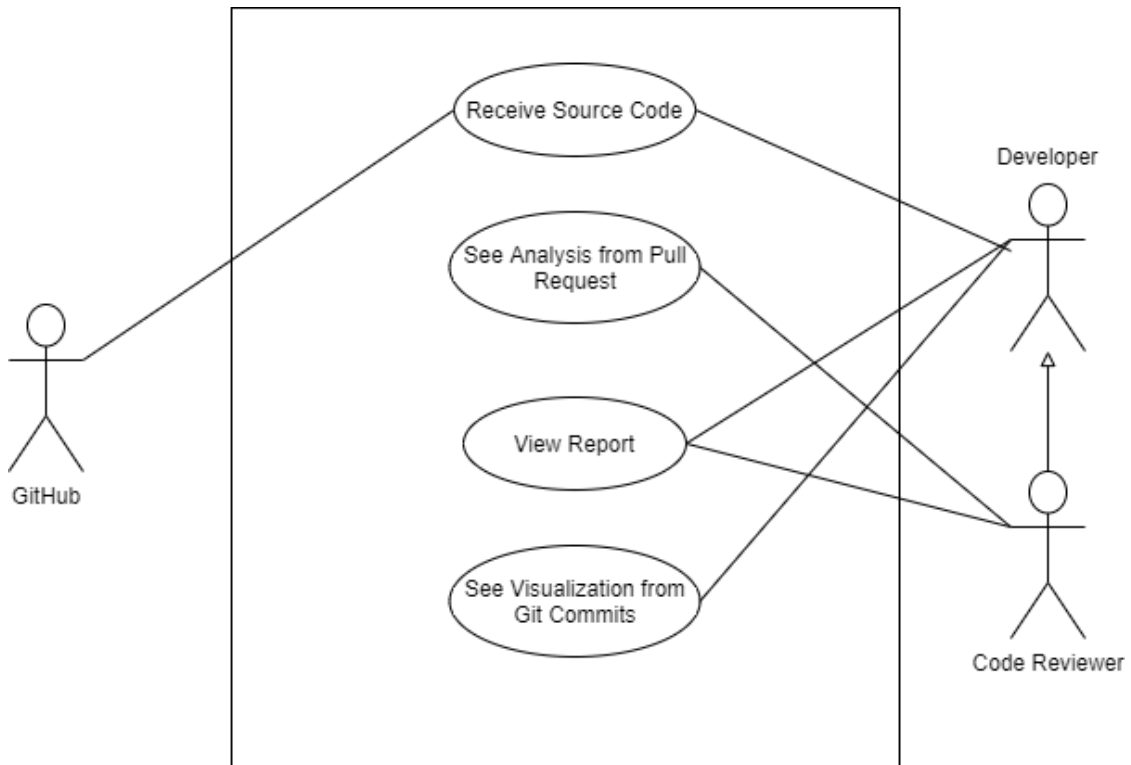 Receive Source Code
Developer
See Analysis from Pull
Request
View Report
GitHub
See Visualization from
Git Commits
Code Reviewer